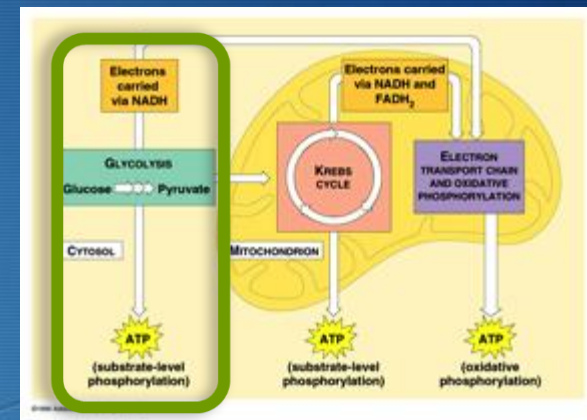 Electrons
carried
via NADH
Electrons carried
via NADH and
FADH₂
GLYCOLYSIS
Glucose Pyruvate
KREBS
CYCLE
ELECTRON
TRANSPORT CHAIN
AND OXIDATIVE
PHOSPHORYLATION
CYTOSOL
MITOCHONDRION
ATP
(substrate-level
phosphorylation)
ATP
(substrate-level
phosphorylation)
ATP
(oxidative
phosphorylation)